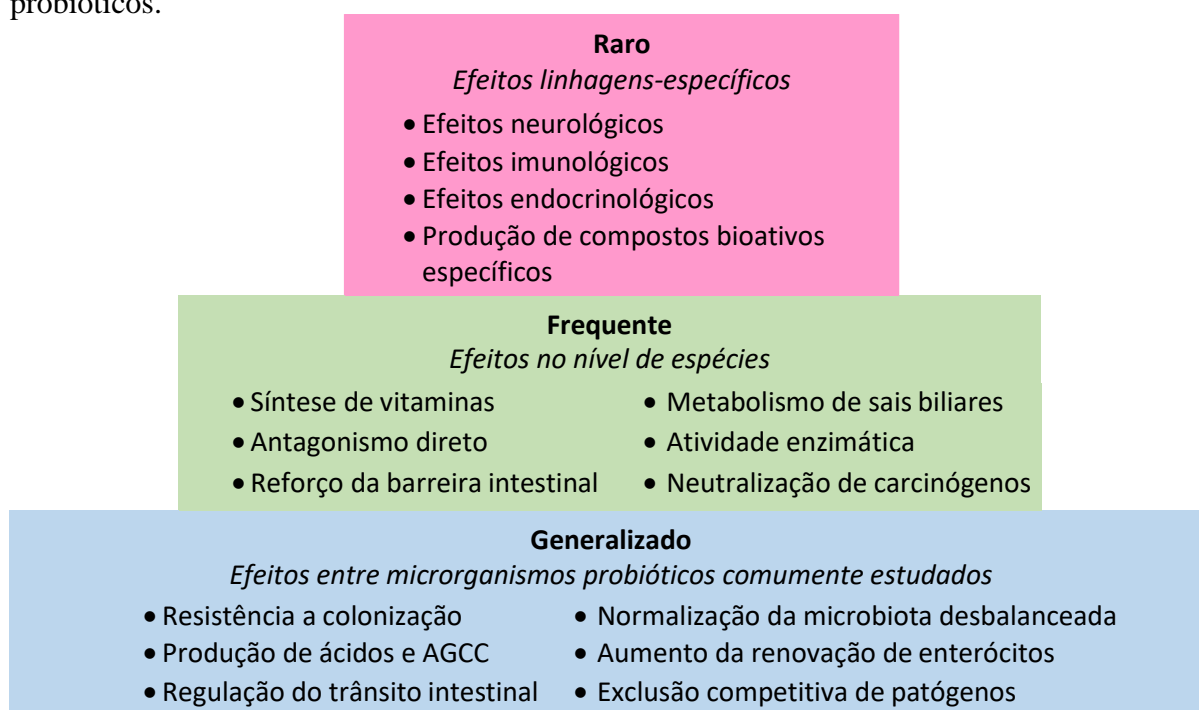 probióticos.
Raro
Efeitos linhagens-específicos
• Efeitos neurológicos
• Efeitos imunológicos
• Efeitos endocrinológicos
• Produção de compostos bioativos
específicos
Frequente
Efeitos no nível de espécies
• Síntese de vitaminas
• Antagonismo direto
• Reforço da barreira intestinal
• Metabolismo de sais biliares
• Atividade enzimática
• Neutralização de carcinógenos
Generalizado
Efeitos entre microrganismos probióticos comumente estudados
• Resistência a colonização
• Produção de ácidos e AGCC
• Regulação do trânsito intestinal
• Normalização da microbiota desbalanceada
• Aumento da renovação de enterócitos
• Exclusão competitiva de patógenos